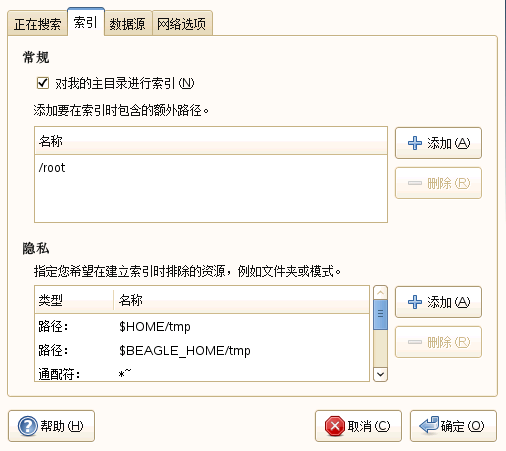 正在搜索 索引 数据源 网络选项
常规
对我的主目录进行索引(N)
添加要在索引时包含的额外路径。
名称
添加(A)
/root
删除(R)
隐私
指定您希望在建立索引时排除的资源，例如文件夹或模式。
类型 名称
添加(A)
路径： $HOME/tmp
路径： $BEAGLE_HOME/tmp
删除(R)
通配符： *~
帮助(H) 取消(C) 确定(O)